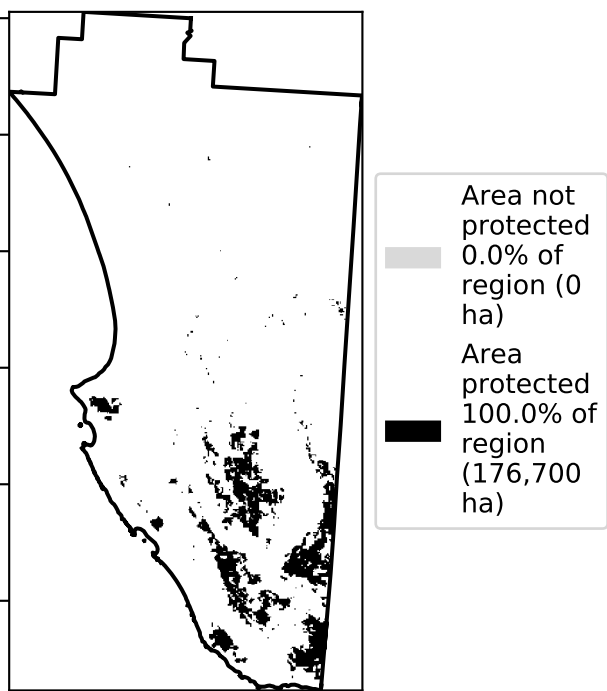 Area not
protected
0.0% of
region (0
ha)
Area
protected
100.0% of
region
(176,700
ha)